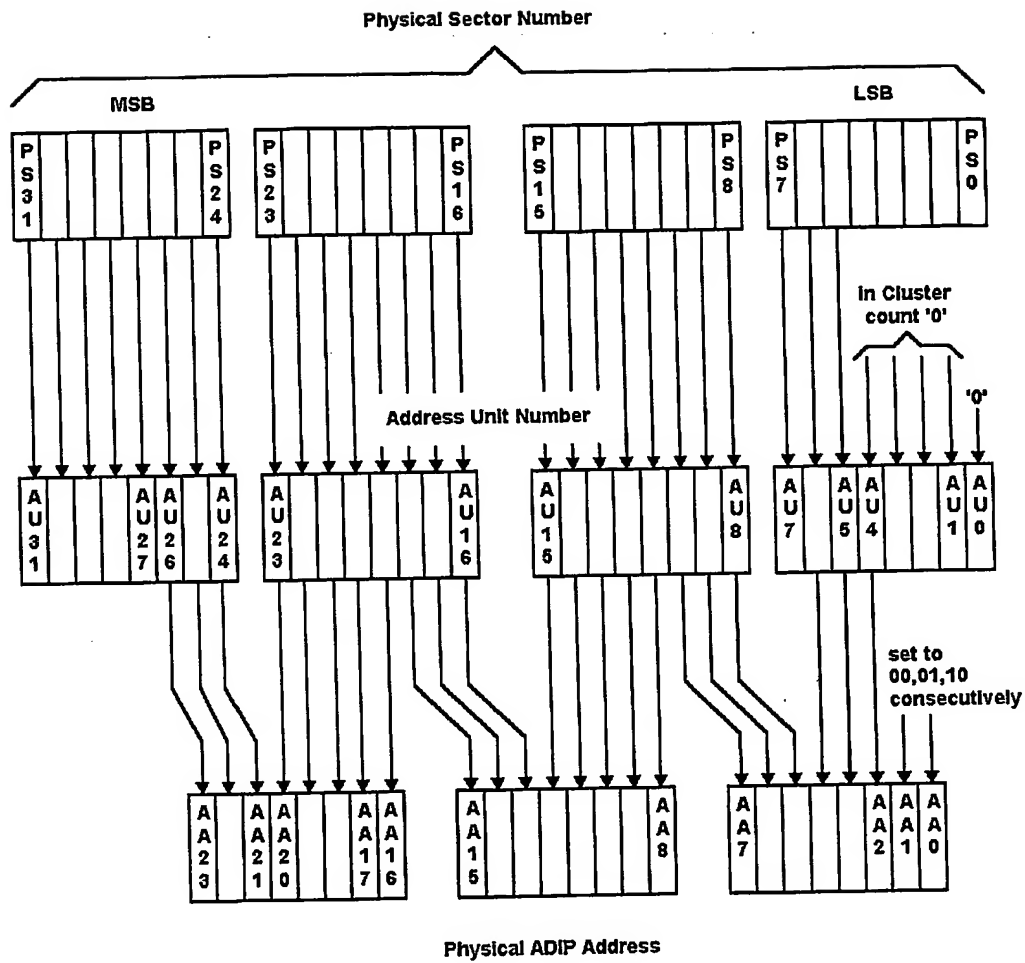 Physical Sector Number
MSB
LSB
PS31
PS24
PS23
PS16
PS15
PS8
PS7
PS0
in Cluster
count '0'
'0'
Address Unit Number
AU31
AU27
AU26
AU24
AU23
AU16
AU15
AU8
AU7
AU5
AU4
AU1
AU0
set to
00,01,10
consecutively
AA23
AA21
AA20
AA17
AA16
AA15
AA8
AA7
AA2
AA1
AA0
Physical ADIP Address